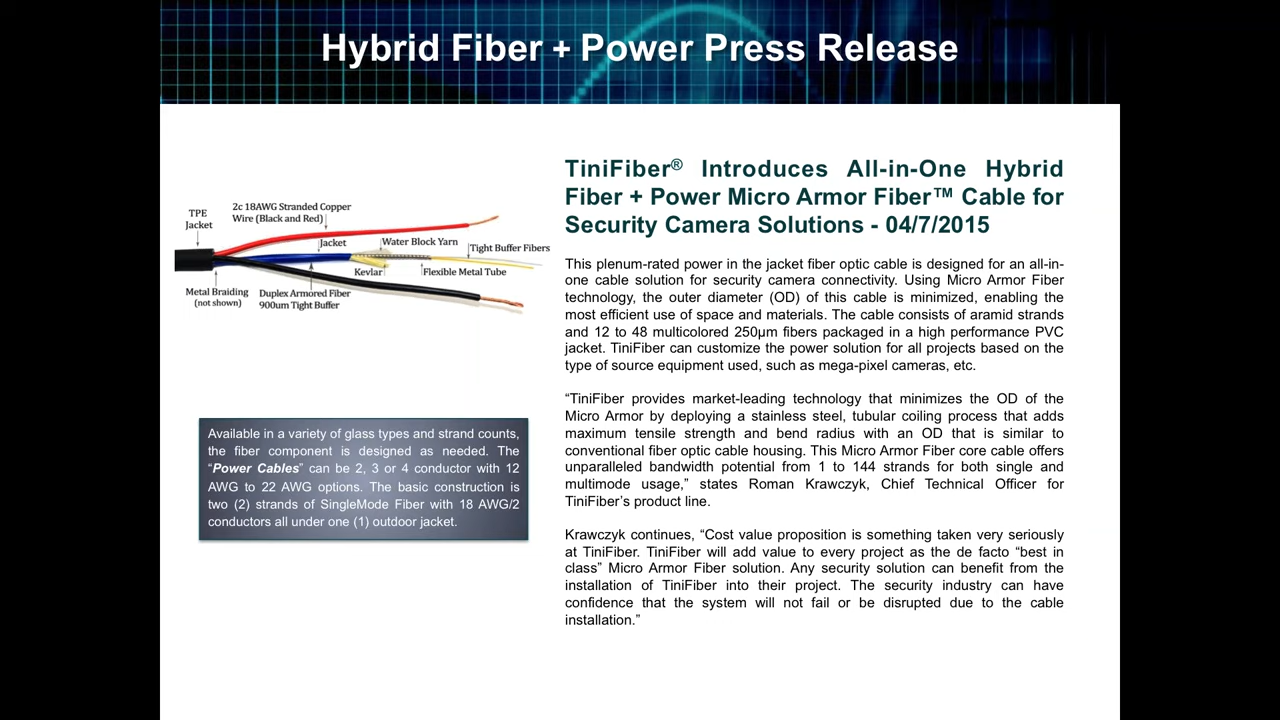 Hybrid Fiber + Power Press Release
TPE
Jacket
2c 18AWG Stranded Copper
Wire (Black and Red)
Jacket
Water Block Yarn
Tight Buffer Fibers
Kevlar
Flexible Metal Tube
Metal Braiding
(not shown)
Duplex Armored Fiber
900um Tight Buffer
Available in a variety of glass types and strand counts,
the fiber component is designed as needed. The
“Power Cables” can be 2, 3 or 4 conductor with 12
AWG to 22 AWG options. The basic construction is
two (2) strands of SingleMode Fiber with 18 AWG/2
conductors all under one (1) outdoor jacket.
TiniFiber® Introduces All-in-One Hybrid
Fiber + Power Micro Armor Fiber™ Cable for
Security Camera Solutions - 04/7/2015
This plenum-rated power in the jacket fiber optic cable is designed for an all-in-
one cable solution for security camera connectivity. Using Micro Armor Fiber
technology, the outer diameter (OD) of this cable is minimized, enabling the
most efficient use of space and materials. The cable consists of aramid strands
and 12 to 48 multicolored 250µm fibers packaged in a high performance PVC
jacket. TiniFiber can customize the power solution for all projects based on the
type of source equipment used, such as mega-pixel cameras, etc.
“TiniFiber provides market-leading technology that minimizes the OD of the
Micro Armor by deploying a stainless steel, tubular coiling process that adds
maximum tensile strength and bend radius with an OD that is similar to
conventional fiber optic cable housing. This Micro Armor Fiber core cable offers
unparalleled bandwidth potential from 1 to 144 strands for both single and
multimode usage,” states Roman Krawczyk, Chief Technical Officer for
TiniFiber’s product line.
Krawczyk continues, “Cost value proposition is something taken very seriously
at TiniFiber. TiniFiber will add value to every project as the de facto “best in
class” Micro Armor Fiber solution. Any security solution can benefit from the
installation of TiniFiber into their project. The security industry can have
confidence that the system will not fail or be disrupted due to the cable
installation.”